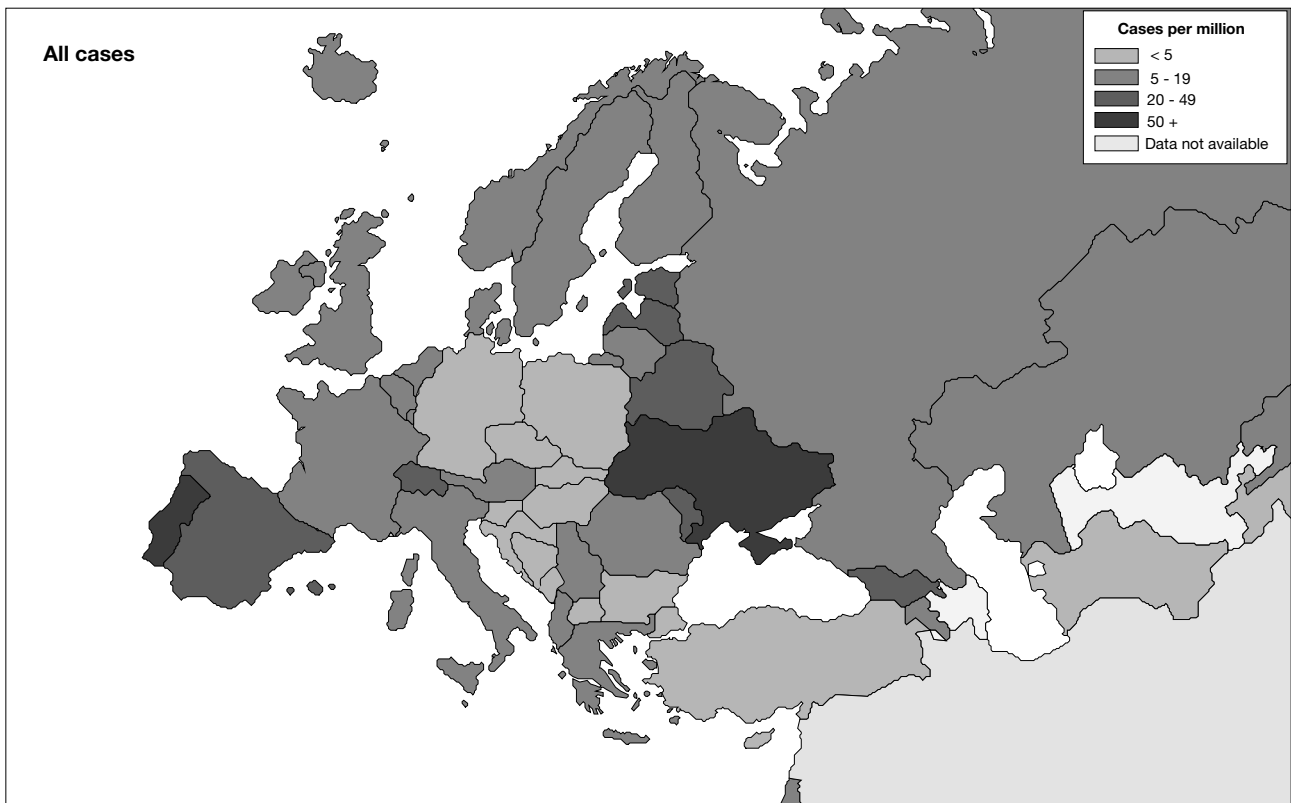 All cases
Cases per million
< 5
5 - 19
20 - 49
50 +
Data not available